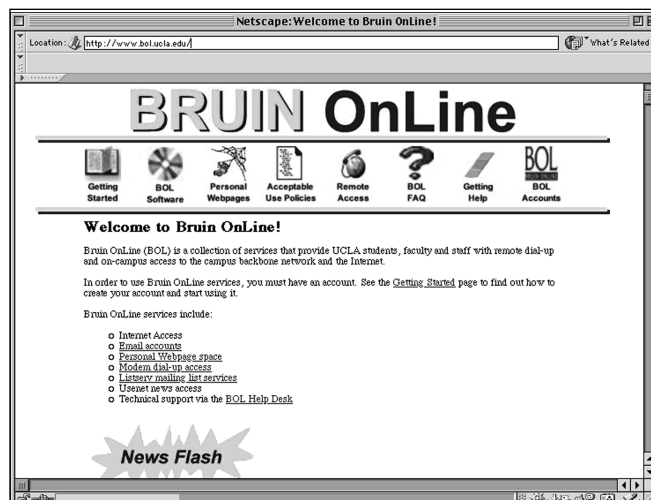 Netscape: Welcome to Bruin OnLine!
Location: http://www.bol.ucla.edu/ What's Related
BRUIN OnLine
Getting Started
BOL Software
Personal Webpages
Acceptable Use Policies
Remote Access
BOL FAQ
Getting Help
BOL
BRUIN ONLINE
BOL Accounts
Welcome to Bruin OnLine!
Bruin OnLine (BOL) is a collection of services that provide UCLA students, faculty and staff with remote dial-up
and on-campus access to the campus backbone network and the Internet.
In order to use Bruin OnLine services, you must have an account. See the Getting Started page to find out how to
create your account and start using it.
Bruin OnLine services include:
Internet Access
Email accounts
Personal Webpage space
Modem dial-up access
Listserv mailing list services
Usenet news access
Technical support via the BOL Help Desk
News Flash